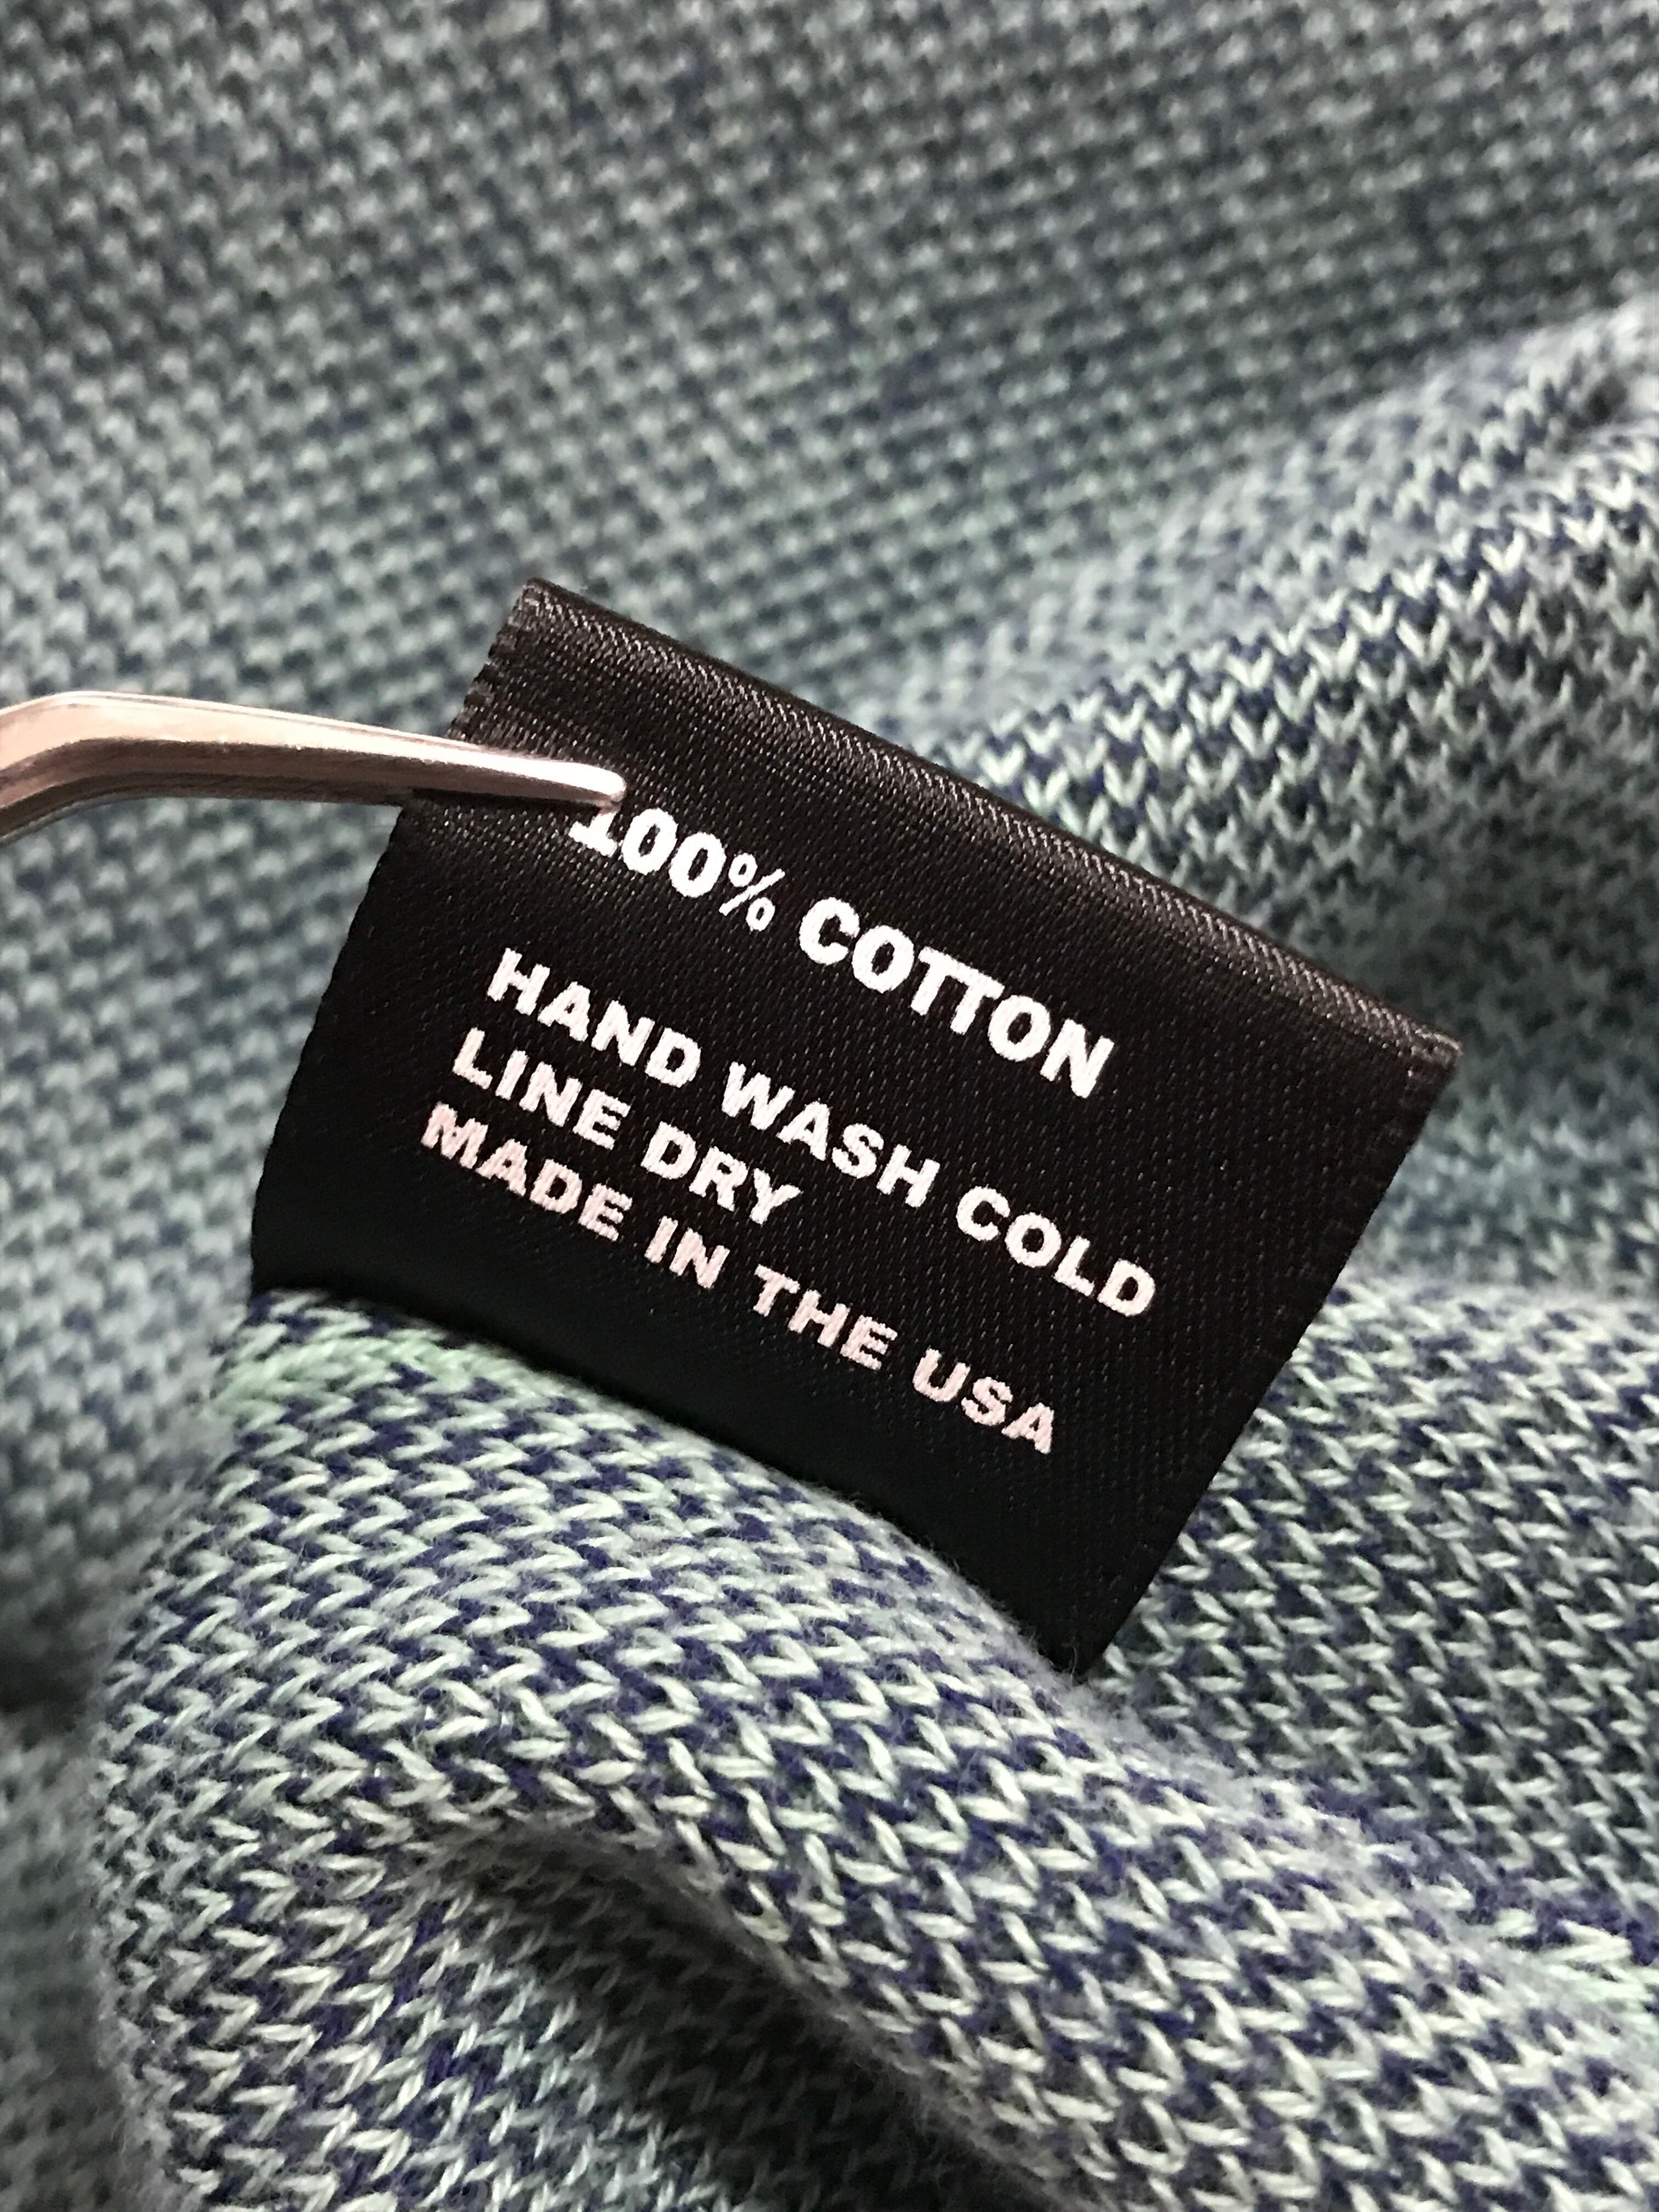 100% COTTON
HAND WASH COLD
LINE DRY
MADE IN THE USA